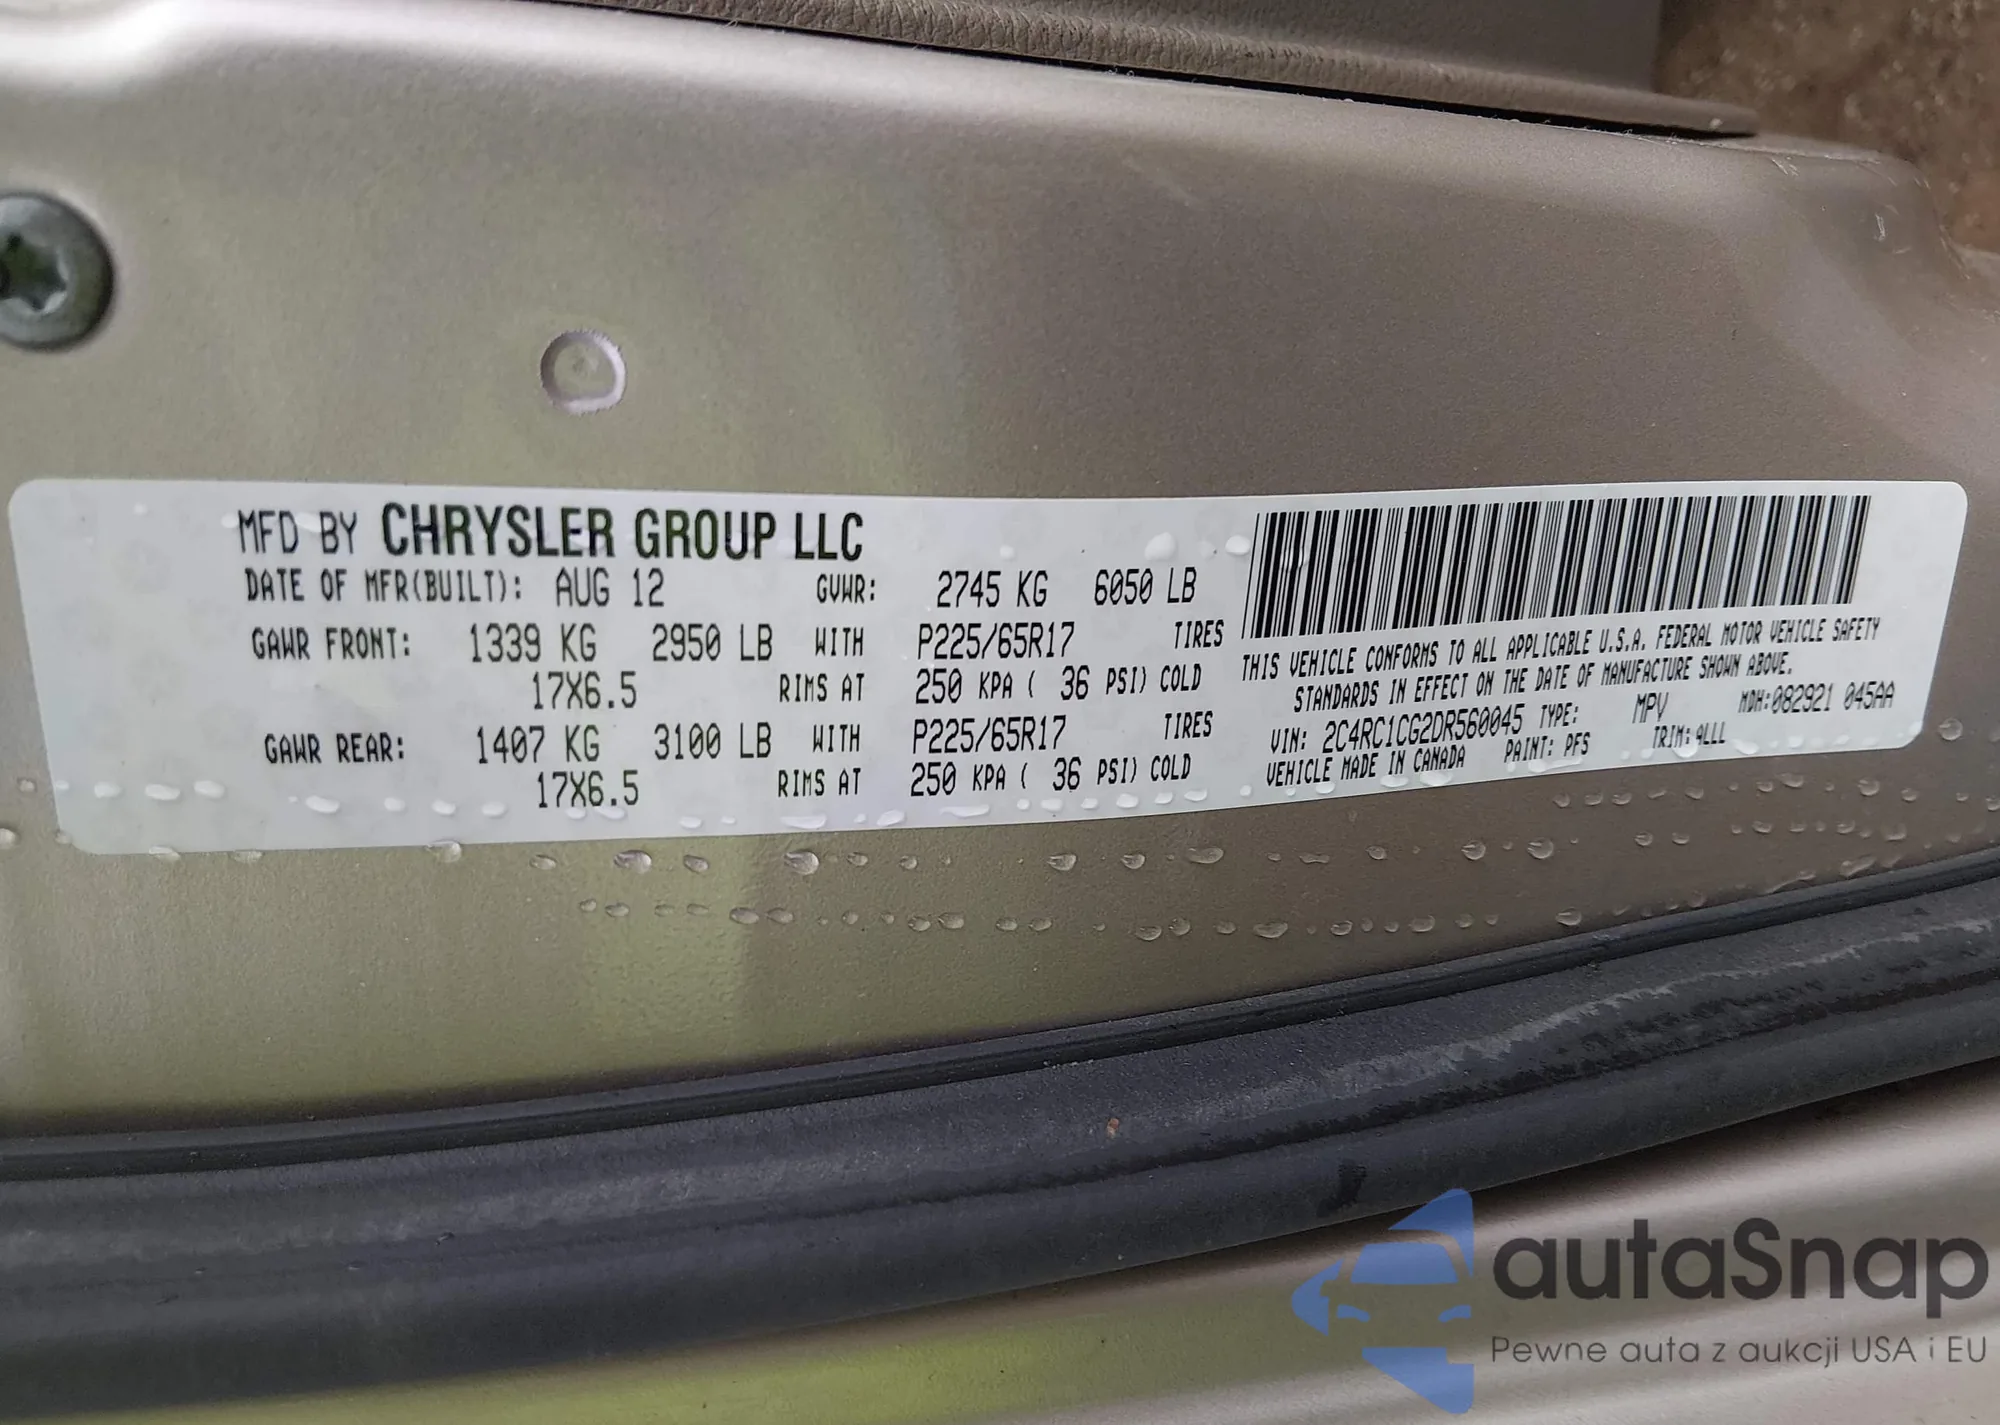 MFD BY CHRYSLER GROUP LLC
DATE OF MFR(BUILT): AUG 12 GVWR: 2745 KG 6050 LB
GAWR FRONT: 1339 KG 2950 LB WITH P225/65R17 TIRES
17X6.5 RIMS AT 250 KPA ( 36 PSI) COLD
GAWR REAR: 1407 KG 3100 LB WITH P225/65R17 TIRES
17X6.5 RIMS AT 250 KPA ( 36 PSI) COLD
THIS VEHICLE CONFORMS TO ALL APPLICABLE U.S.A. FEDERAL MOTOR VEHICLE SAFETY
STANDARDS IN EFFECT ON THE DATE OF MANUFACTURE SHOWN ABOVE.
VIN: 2C4RC1CG2DR560045 TYPE: MPV MDH:082921 045AA
VEHICLE MADE IN CANADA PAINT: PFS TRIM:ALLL
autaSnap
Pewne auta z aukcji USA i EU